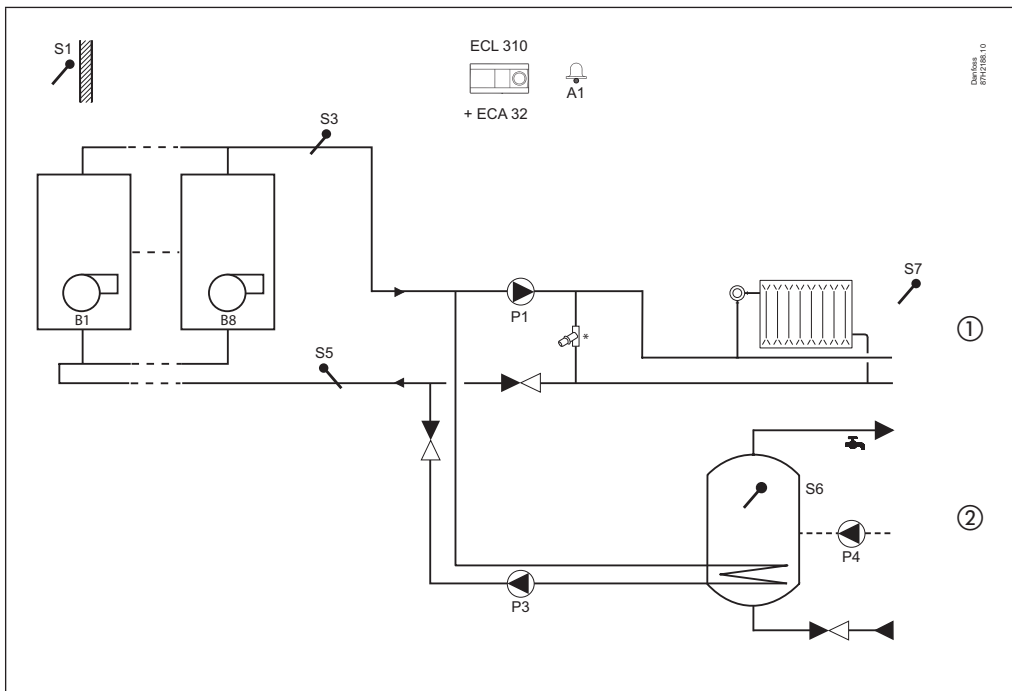 S1
ECL 310
A1
+ ECA 32
Danfoss
87H2188.10
S3
S7
B1
B8
P1
*
①
S5
S6
②
P4
P3